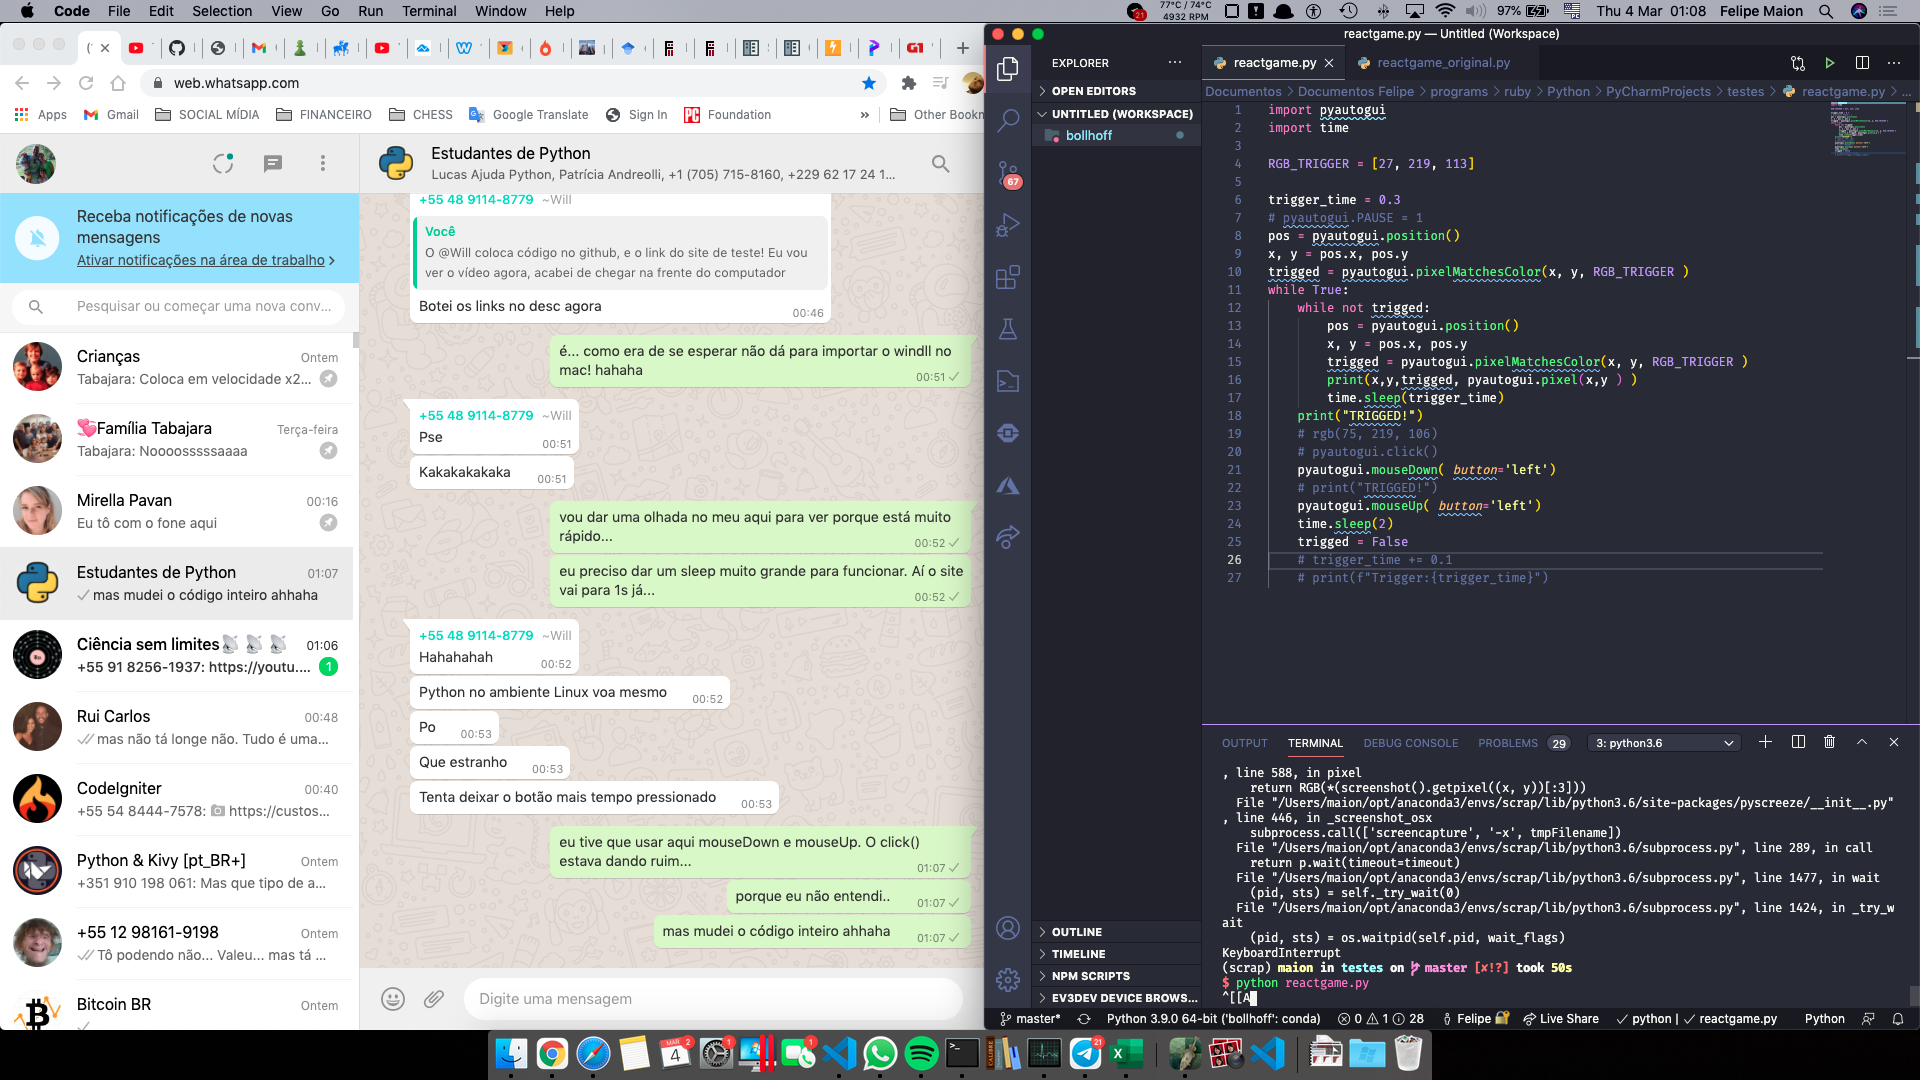 Code File Edit Selection View Go Run Terminal Window Help
21
77°C / 74°C
4932 RPM
97%
Thu 4 Mar 01:08 Felipe Maion
web.whatsapp.com
Apps Gmail SOCIAL MÍDIA FINANCEIRO CHESS Google Translate Sign In Foundation » Other Bookn
Receba notificações de novas
mensagens
Ativar notificações na área de trabalho >
Pesquisar ou começar uma nova conv...
Crianças Ontem
Tabajara: Coloca em velocidade x2...
💕Família Tabajara Terça-feira
Tabajara: Noooosssssaaaa
Mirella Pavan 00:16
Eu tô com o fone aqui
Estudantes de Python 01:07
mas mudei o código inteiro ahhaha
Ciência sem limites📡 📡 📡 01:06
+55 91 8256-1937: https://youtu.... 1
Rui Carlos 00:48
mas não tá longe não. Tudo é uma...
CodeIgniter 00:40
+55 54 8444-7578: 📷 https://custos...
Python & Kivy [pt_BR+] Ontem
+351 910 198 061: Mas que tipo de a...
+55 12 98161-9198 Ontem
Tô podendo não... Valeu... mas tá ...
Bitcoin BR Ontem
Estudantes de Python
Lucas Ajuda Python, Patrícia Andreolli, +1 (705) 715-8160, +229 62 17 24 1...
+55 48 9114-8779 ~Will
Você
O @Will coloca código no github, e o link do site de teste! Eu vou
ver o vídeo agora, acabei de chegar na frente do computador
Botei os links no desc agora 00:46
é... como era de se esperar não dá para importar o windll no
mac! hahaha 00:51
+55 48 9114-8779 ~Will
Pse 00:51
Kakakakakaka 00:51
vou dar uma olhada no meu aqui para ver porque está muito
rápido... 00:52
eu preciso dar um sleep muito grande para funcionar. Aí o site
vai para 1s já... 00:52
+55 48 9114-8779 ~Will
Hahahahah 00:52
Python no ambiente Linux voa mesmo 00:52
Po 00:53
Que estranho 00:53
Tenta deixar o botão mais tempo pressionado 00:53
eu tive que usar aqui mouseDown e mouseUp. O click()
estava dando ruim... 01:07
porque eu não entendi.. 01:07
mas mudei o código inteiro ahhaha 01:07
Digite uma mensagem
reactgame.py — Untitled (Workspace)
EXPLORER ...
OPEN EDITORS
UNTITLED (WORKSPACE)
bollhoff
67
OUTLINE
TIMELINE
NPM SCRIPTS
EV3DEV DEVICE BROWS...
reactgame.py reactgame_original.py
Documentos > Documentos Felipe > programs > ruby > Python > PyCharmProjects > testes > reactgame.py > ...
1 import pyautogui
2 import time
3
4 RGB_TRIGGER = [27, 219, 113]
5
6 trigger_time = 0.3
7 # pyautogui.PAUSE = 1
8 pos = pyautogui.position()
9 x, y = pos.x, pos.y
10 trigged = pyautogui.pixelMatchesColor(x, y, RGB_TRIGGER )
11 while True:
12 while not trigged:
13 pos = pyautogui.position()
14 x, y = pos.x, pos.y
15 trigged = pyautogui.pixelMatchesColor(x, y, RGB_TRIGGER )
16 print(x,y,trigged, pyautogui.pixel(x,y ) )
17 time.sleep(trigger_time)
18 print("TRIGGED!")
19 # rgb(75, 219, 106)
20 # pyautogui.click()
21 pyautogui.mouseDown( button='left')
22 # print("TRIGGED!")
23 pyautogui.mouseUp( button='left')
24 time.sleep(2)
25 trigged = False
26 # trigger_time += 0.1
27 # print(f"Trigger:{trigger_time}")
OUTPUT TERMINAL DEBUG CONSOLE PROBLEMS 29 3: python3.6
, line 588, in pixel
return RGB(*(screenshot().getpixel((x, y))[:3]))
File "/Users/maion/opt/anaconda3/envs/scrap/lib/python3.6/site-packages/pyscreeze/__init__.py"
, line 446, in _screenshot_osx
subprocess.call(['screencapture', '-x', tmpFilename])
File "/Users/maion/opt/anaconda3/envs/scrap/lib/python3.6/subprocess.py", line 289, in call
return p.wait(timeout=timeout)
File "/Users/maion/opt/anaconda3/envs/scrap/lib/python3.6/subprocess.py", line 1477, in wait
(pid, sts) = self._try_wait(0)
File "/Users/maion/opt/anaconda3/envs/scrap/lib/python3.6/subprocess.py", line 1424, in _try_w
ait
(pid, sts) = os.waitpid(self.pid, wait_flags)
KeyboardInterrupt
(scrap) maion in testes on master [✘!?] took 50s
$ python reactgame.py
^[[A
master* Python 3.9.0 64-bit ('bollhoff': conda) 0 1 28 Felipe Live Share python | reactgame.py Python